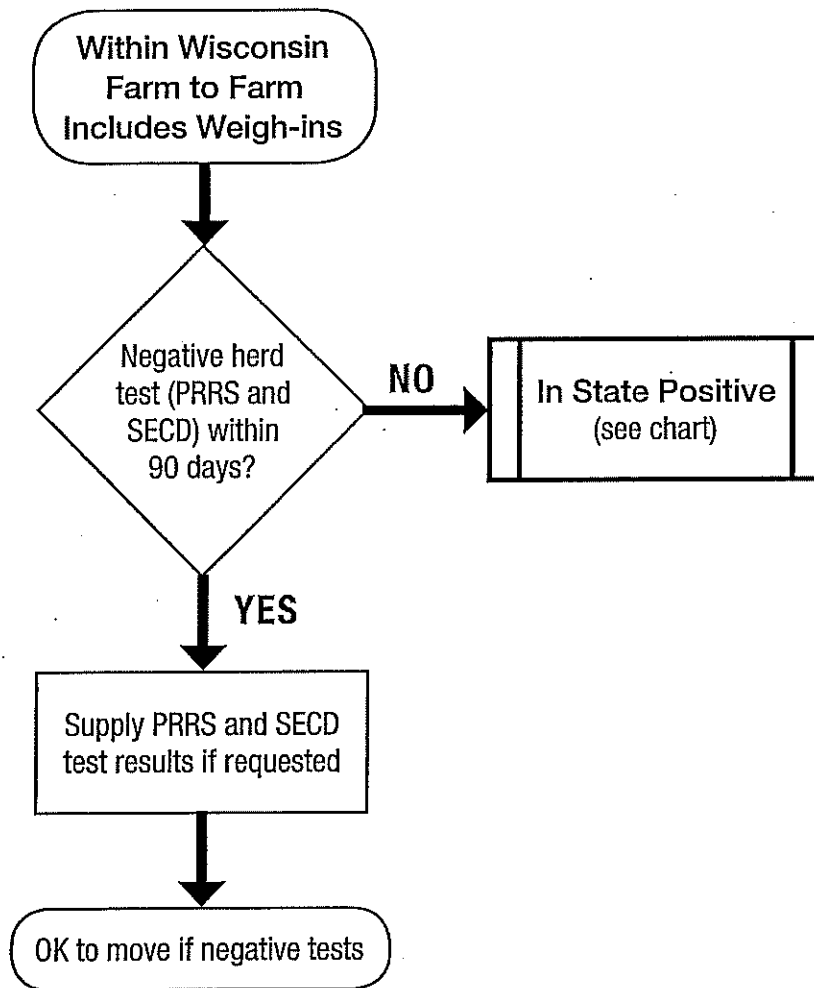 Within Wisconsin
Farm to Farm
Includes Weigh-ins
Negative herd
test (PRRS and
SECD) within
90 days?
NO
In State Positive
(see chart)
YES
Supply PRRS and SECD
test results if requested
OK to move if negative tests